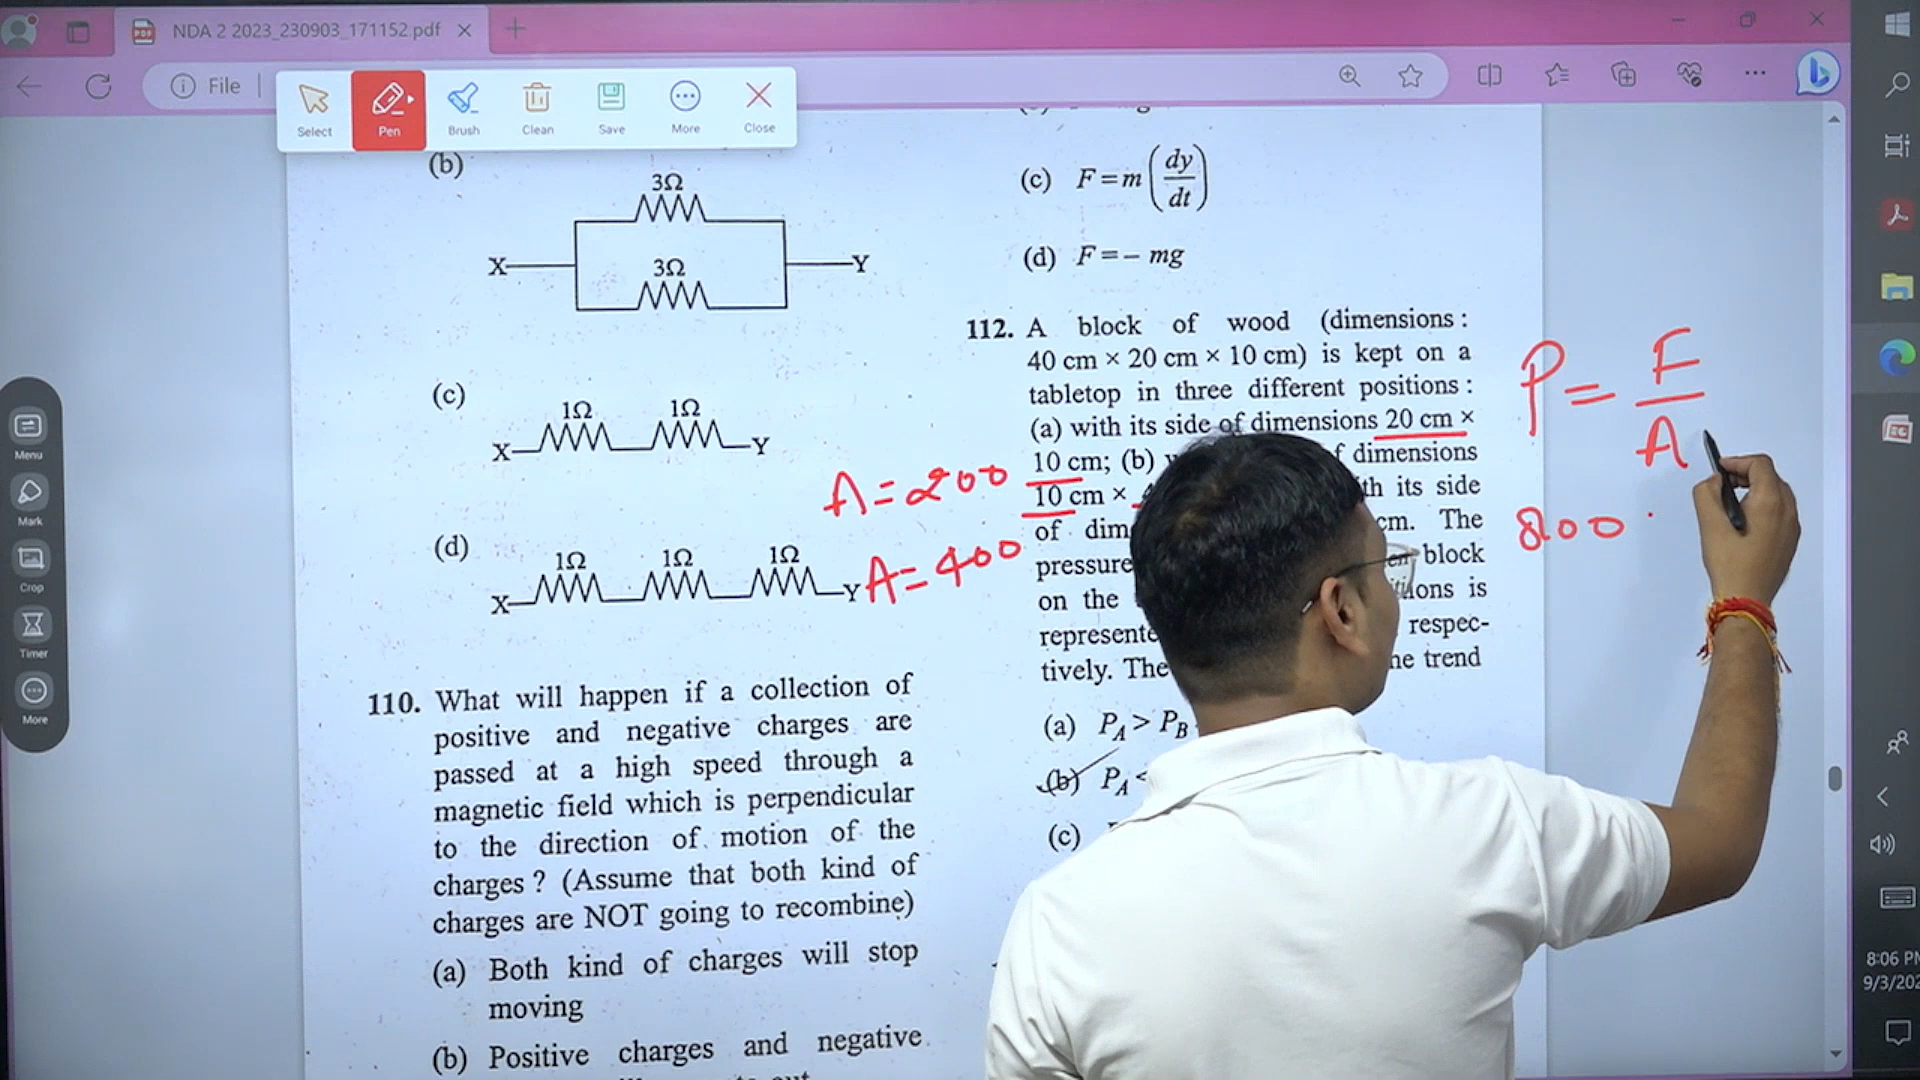 NDA 2 2023_230903_171152.pdf
File
Select
Pen
Brush
Clean
Save
More
Close
Menu
Mark
Crop
Timer
More
(b)
3Ω
X
3Ω
Y
(c)
1Ω 1Ω
X Y
(d)
1Ω 1Ω 1Ω
X Y
110. What will happen if a collection of
positive and negative charges are
passed at a high speed through a
magnetic field which is perpendicular
to the direction of motion of the
charges ? (Assume that both kind of
charges are NOT going to recombine)
(a) Both kind of charges will stop
moving
(b) Positive charges and negative
(c) F = m (dy/dt)
(d) F = – mg
112. A block of wood (dimensions :
40 cm × 20 cm × 10 cm) is kept on a
tabletop in three different positions :
(a) with its side of dimensions 20 cm ×
10 cm; (b) dimensions
10 cm × its side
of cm. The
pressure block
on the is
respec-
tively. The trend
(a) P_A > P_B
(b) P_A <
(c)
A = 200
A = 400
P = F/A
800
8:06 PM